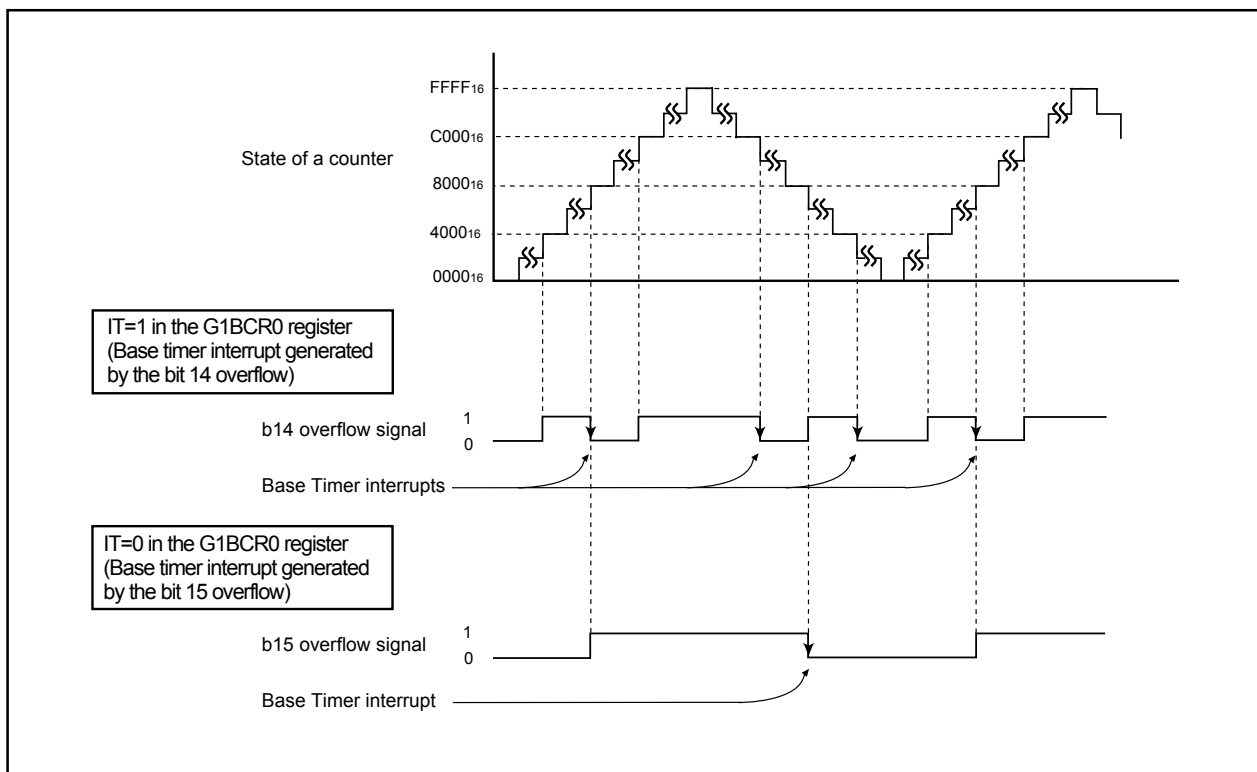 FFFF16
C00016
State of a counter
800016
400016
000016
IT=1 in the G1BCR0 register
(Base timer interrupt generated
by the bit 14 overflow)
b14 overflow signal
1
0
Base Timer interrupts
IT=0 in the G1BCR0 register
(Base timer interrupt generated
by the bit 15 overflow)
b15 overflow signal
1
0
Base Timer interrupt